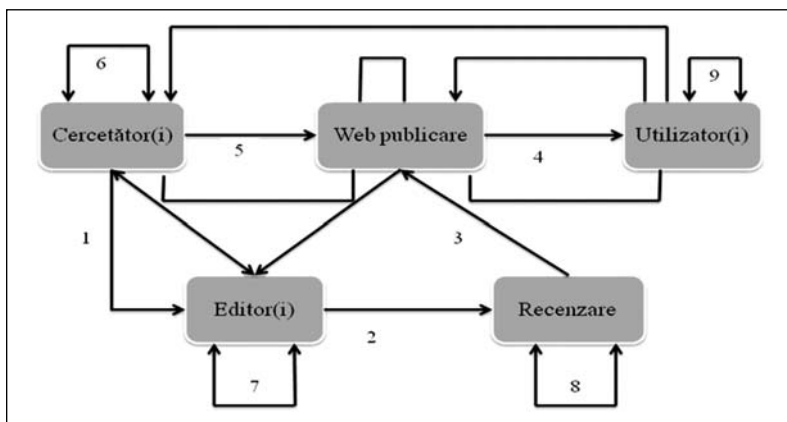 6
9
Cercetător(i)
5
Web publicare
4
Utilizator(i)
1
3
Editor(i)
2
Recenzare
7
8